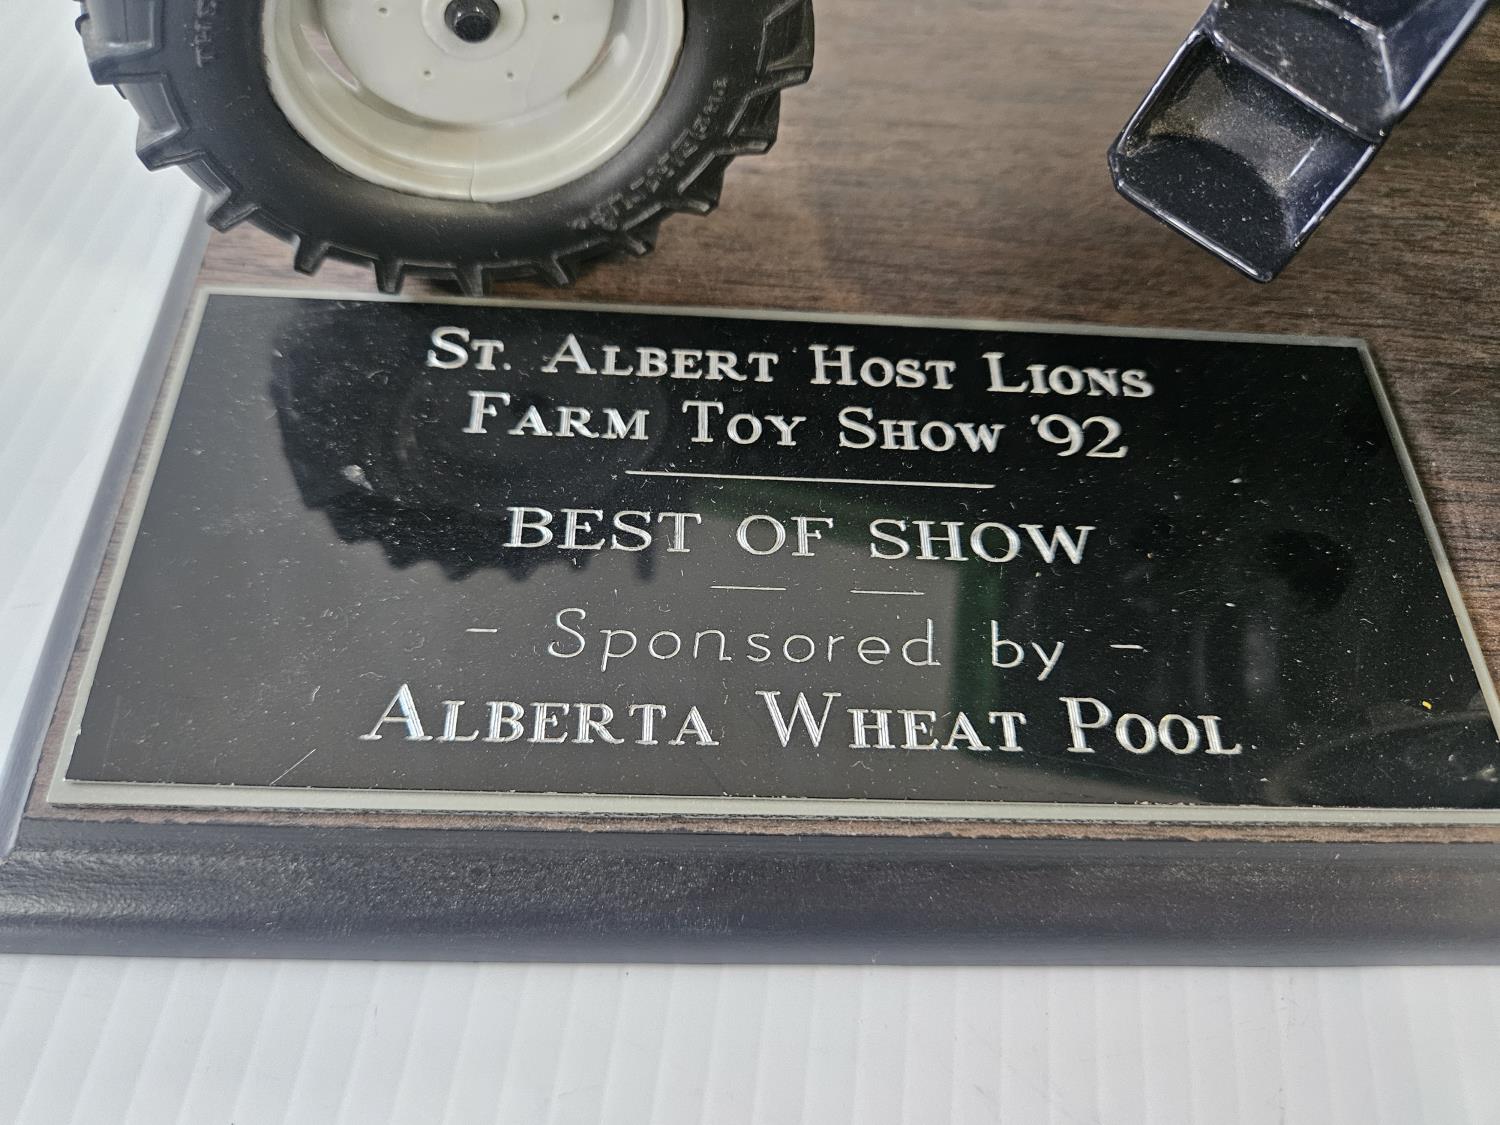 St. Albert Host Lions
Farm Toy Show '92
BEST OF SHOW
- Sponsored by -
Alberta Wheat Pool